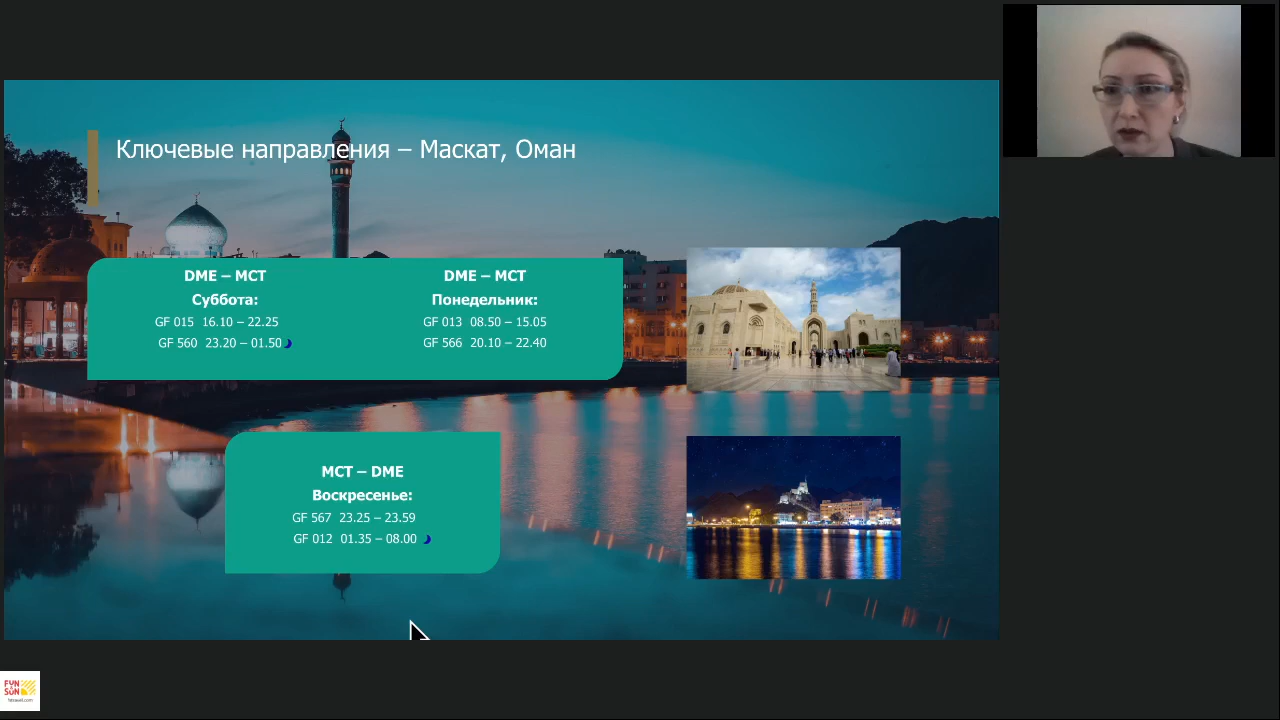 Ключевые направления – Маскат, Оман
DME – MCT
Суббота:
GF 015 16.10 – 22.25
GF 560 23.20 – 01.50
DME – MCT
Понедельник:
GF 013 08.50 – 15.05
GF 566 20.10 – 22.40
MCT – DME
Воскресенье:
GF 567 23.25 – 23.59
GF 012 01.35 – 08.00
FUN
SUN